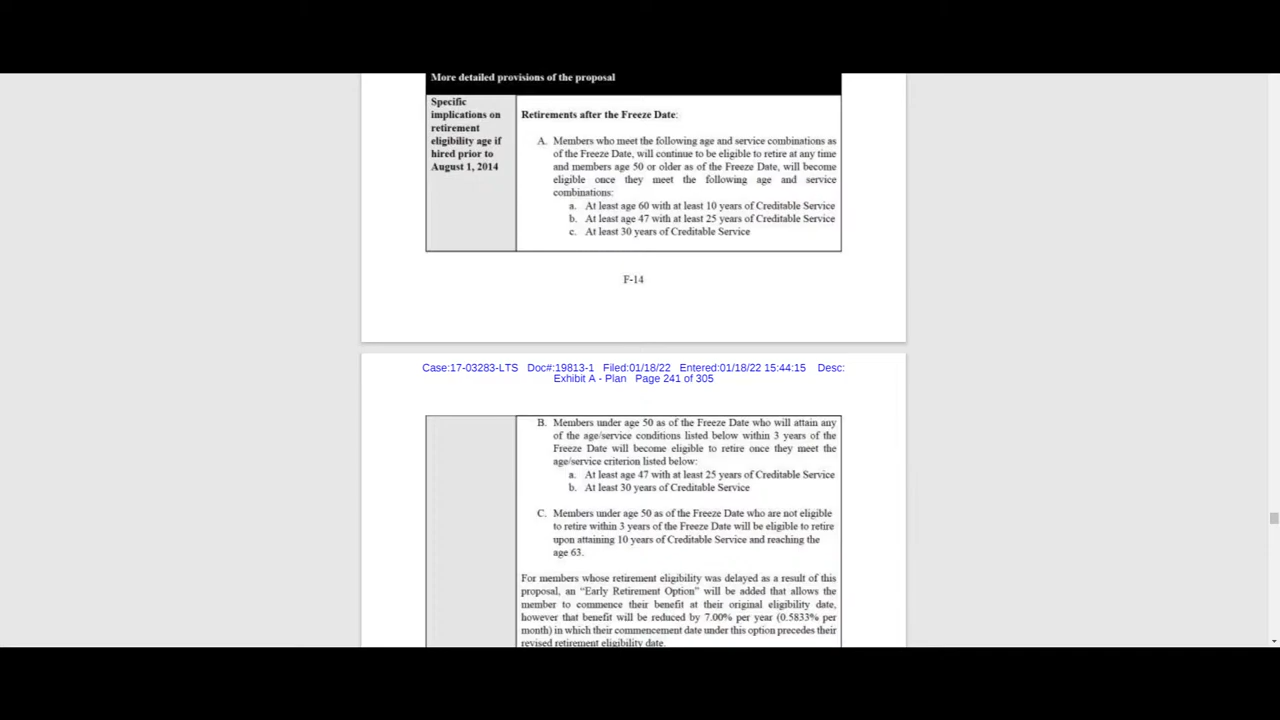 More detailed provisions of the proposal
Specific
implications on
retirement
eligibility age if
hired prior to
August 1, 2014
Retirements after the Freeze Date:
A. Members who meet the following age and service combinations as
of the Freeze Date, will continue to be eligible to retire at any time
and members age 50 or older as of the Freeze Date, will become
eligible once they meet the following age and service
combinations:
a. At least age 60 with at least 10 years of Creditable Service
b. At least age 47 with at least 25 years of Creditable Service
c. At least 30 years of Creditable Service
F-14
Case:17-03283-LTS Doc#:19813-1 Filed:01/18/22 Entered:01/18/22 15:44:15 Desc:
Exhibit A - Plan Page 241 of 305
B. Members under age 50 as of the Freeze Date who will attain any
of the age/service conditions listed below within 3 years of the
Freeze Date will become eligible to retire once they meet the
age/service criterion listed below:
a. At least age 47 with at least 25 years of Creditable Service
b. At least 30 years of Creditable Service
C. Members under age 50 as of the Freeze Date who are not eligible
to retire within 3 years of the Freeze Date will be eligible to retire
upon attaining 10 years of Creditable Service and reaching the
age 63.
For members whose retirement eligibility was delayed as a result of this
proposal, an “Early Retirement Option” will be added that allows the
member to commence their benefit at their original eligibility date,
however that benefit will be reduced by 7.00% per year (0.5833% per
month) in which their commencement date under this option precedes their
revised retirement eligibility date.